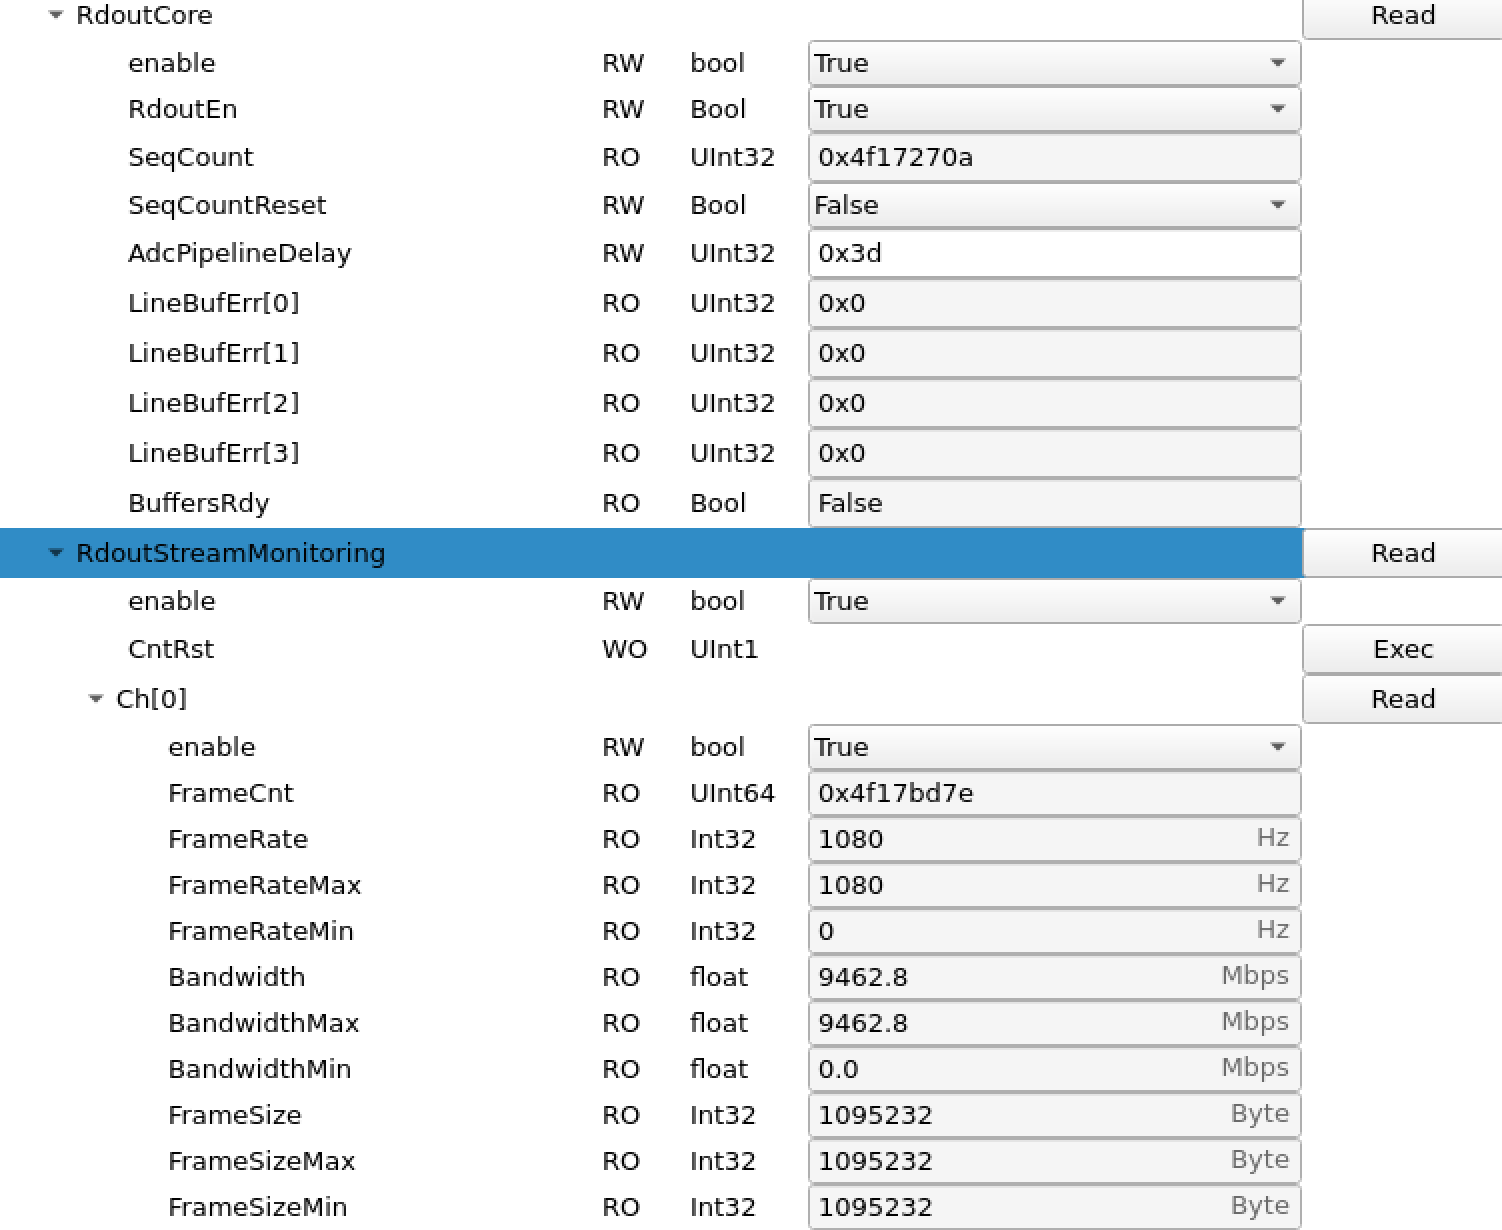 RdoutCore Read
enable RW bool True
RdoutEn RW Bool True
SeqCount RO UInt32 0x4f17270a
SeqCountReset RW Bool False
AdcPipelineDelay RW UInt32 0x3d
LineBufErr[0] RO UInt32 0x0
LineBufErr[1] RO UInt32 0x0
LineBufErr[2] RO UInt32 0x0
LineBufErr[3] RO UInt32 0x0
BuffersRdy RO Bool False
RdoutStreamMonitoring Read
enable RW bool True
CntRst WO UInt1 Exec
Ch[0] Read
enable RW bool True
FrameCnt RO UInt64 0x4f17bd7e
FrameRate RO Int32 1080 Hz
FrameRateMax RO Int32 1080 Hz
FrameRateMin RO Int32 0 Hz
Bandwidth RO float 9462.8 Mbps
BandwidthMax RO float 9462.8 Mbps
BandwidthMin RO float 0.0 Mbps
FrameSize RO Int32 1095232 Byte
FrameSizeMax RO Int32 1095232 Byte
FrameSizeMin RO Int32 1095232 Byte